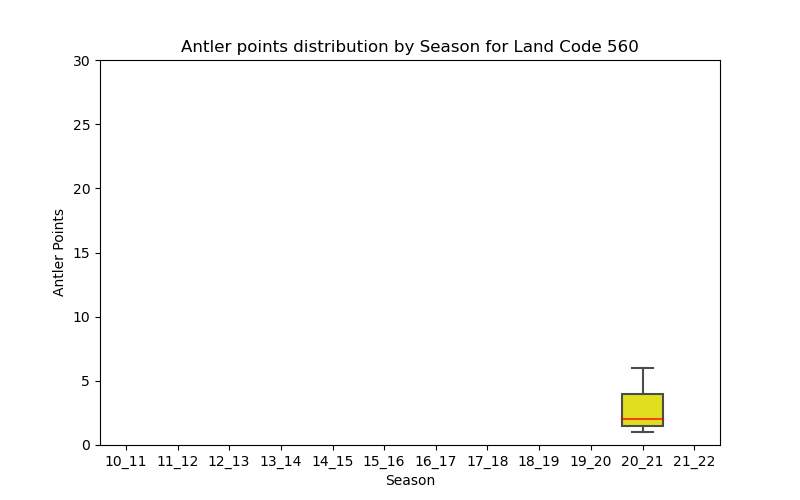 Antler points distribution by Season for Land Code 560
30
25
20
15
10
5
0
Antler Points
10_11 11_12 12_13 13_14 14_15 15_16 16_17 17_18 18_19 19_20 20_21 21_22
Season